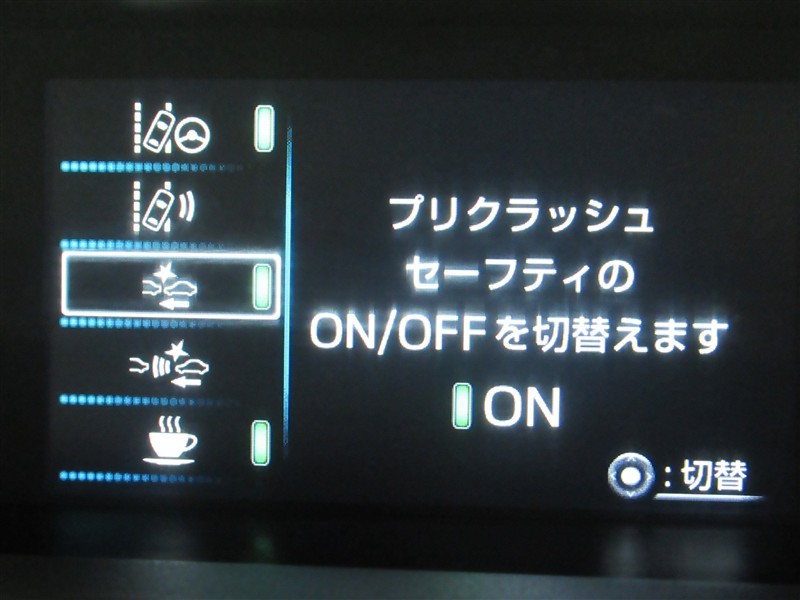 プリクラッシュ
セーフティの
ON/OFFを切替えます
ON
:切替